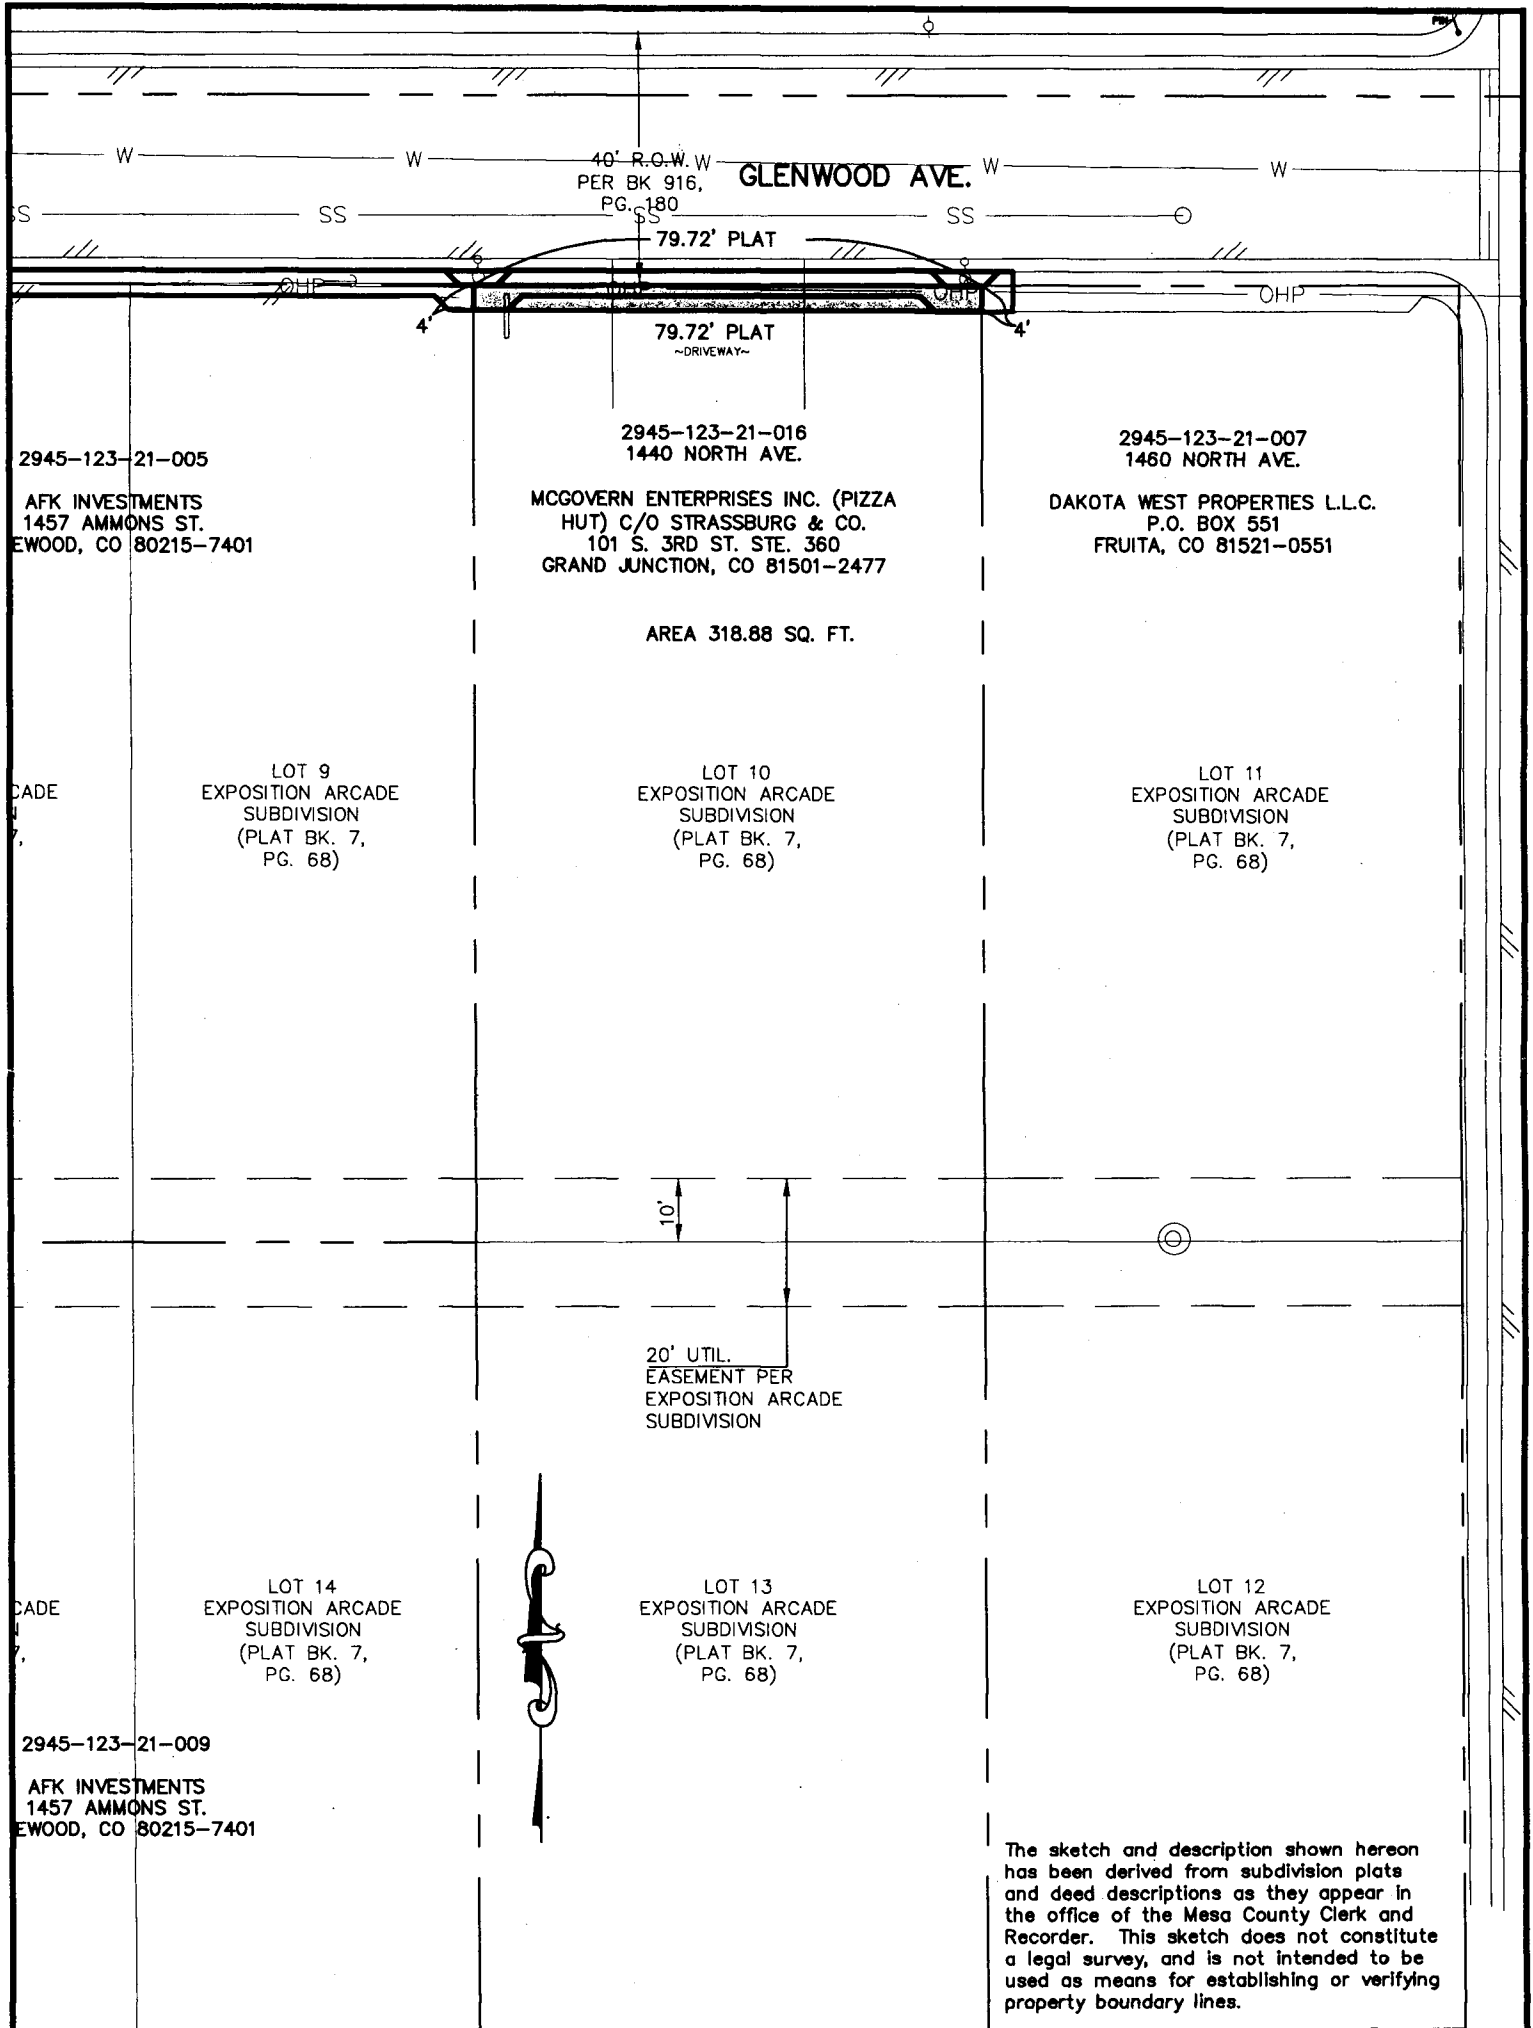 PIN
W W 40' R.O.W. W GLENWOOD AVE. W W
PER BK 916,
PG. 180
SS SS SS SS
79.72' PLAT
OHP OHP OHP OHP
4' 4'
79.72' PLAT
~DRIVEWAY~
2945-123-21-005
AFK INVESTMENTS
1457 AMMONS ST.
EWOOD, CO 80215-7401
2945-123-21-016
1440 NORTH AVE.
MCGOVERN ENTERPRISES INC. (PIZZA
HUT) C/O STRASSBURG & CO.
101 S. 3RD ST. STE. 360
GRAND JUNCTION, CO 81501-2477
AREA 318.88 SQ. FT.
2945-123-21-007
1460 NORTH AVE.
DAKOTA WEST PROPERTIES L.L.C.
P.O. BOX 551
FRUITA, CO 81521-0551
CADE
N
7,
LOT 9
EXPOSITION ARCADE
SUBDIVISION
(PLAT BK. 7,
PG. 68)
LOT 10
EXPOSITION ARCADE
SUBDIVISION
(PLAT BK. 7,
PG. 68)
LOT 11
EXPOSITION ARCADE
SUBDIVISION
(PLAT BK. 7,
PG. 68)
10'
20' UTIL.
EASEMENT PER
EXPOSITION ARCADE
SUBDIVISION
CADE
N
7,
LOT 14
EXPOSITION ARCADE
SUBDIVISION
(PLAT BK. 7,
PG. 68)
LOT 13
EXPOSITION ARCADE
SUBDIVISION
(PLAT BK. 7,
PG. 68)
LOT 12
EXPOSITION ARCADE
SUBDIVISION
(PLAT BK. 7,
PG. 68)
2945-123-21-009
AFK INVESTMENTS
1457 AMMONS ST.
EWOOD, CO 80215-7401
The sketch and description shown hereon
has been derived from subdivision plats
and deed descriptions as they appear in
the office of the Mesa County Clerk and
Recorder. This sketch does not constitute
a legal survey, and is not intended to be
used as means for establishing or verifying
property boundary lines.